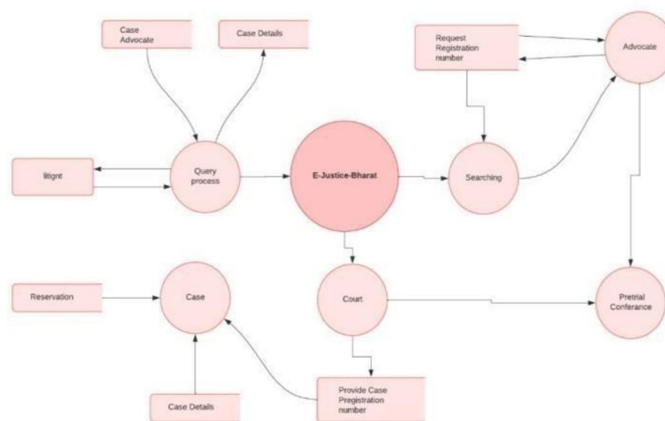 Case
Advocate
Case Details
Request
Registration
number
Advocate
litignt
Query
process
E-Justice-Bharat
Searching
Reservation
Case
Court
Pretrial
Conferance
Case Details
Provide Case
Pregistration
number